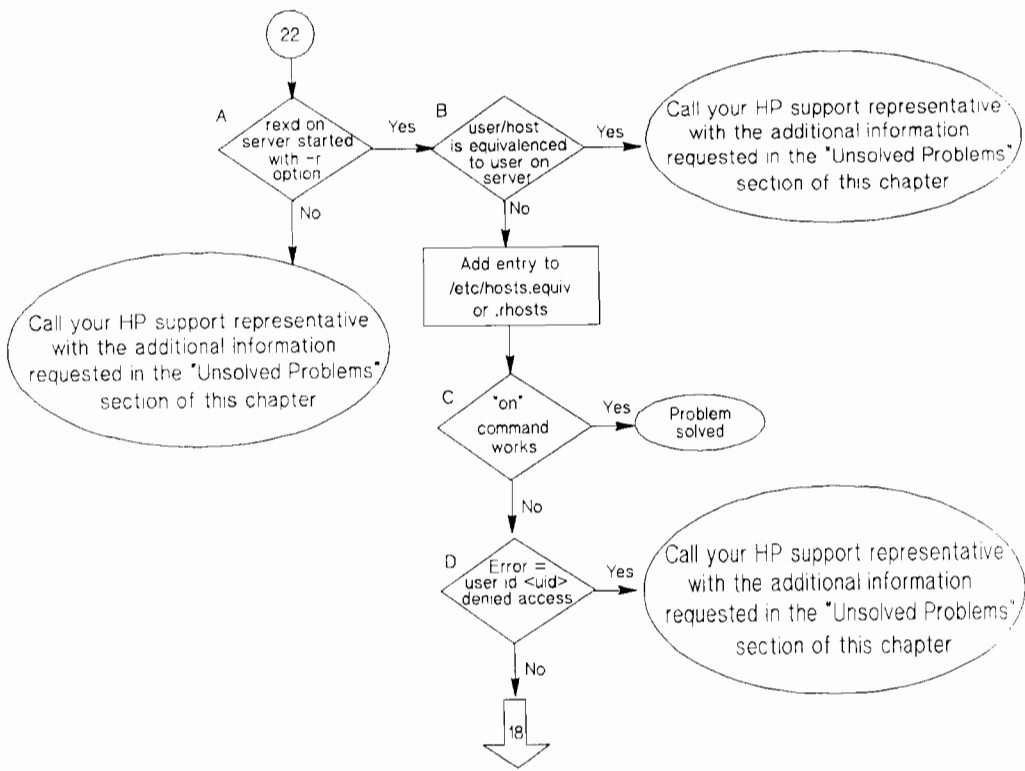 22
A
rexd on
server started
with -r
option
Yes
No
B
user/host
is equivalenced
to user on
server
Yes
No
Call your HP support representative
with the additional information
requested in the "Unsolved Problems"
section of this chapter
Call your HP support representative
with the additional information
requested in the "Unsolved Problems"
section of this chapter
Add entry to
/etc/hosts.equiv
or .rhosts
C
"on"
command
works
Yes
Problem
solved
No
D
Error =
user id <uid>
denied access
Yes
Call your HP support representative
with the additional information
requested in the "Unsolved Problems"
section of this chapter
No
18